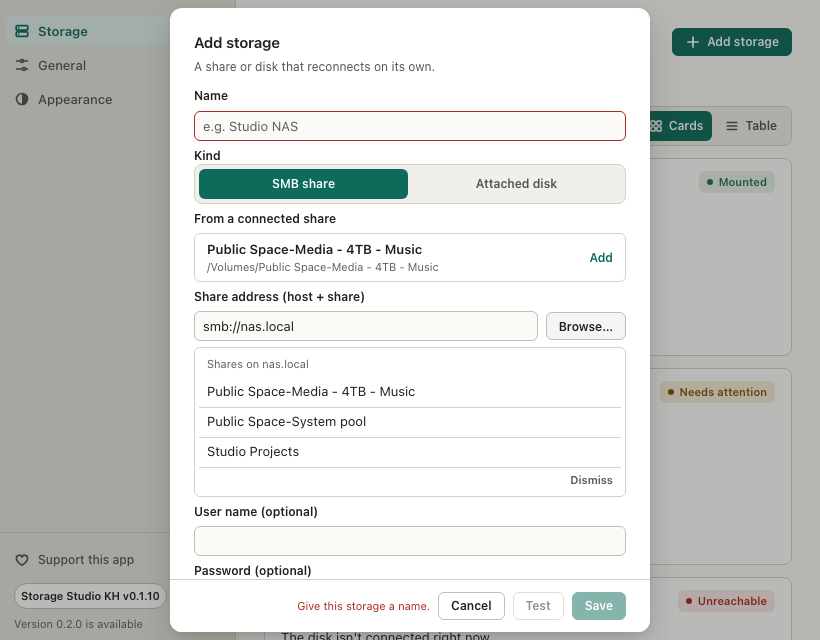 Storage
General
Appearance
Support this app
Storage Studio KH v0.1.10
Version 0.2.0 is available
Add storage
Cards
Table
Mounted
Needs attention
Unreachable
The disk isn't connected right now
Add storage
A share or disk that reconnects on its own.
Name
e.g. Studio NAS
Kind
SMB share
Attached disk
From a connected share
Public Space-Media - 4TB - Music
/Volumes/Public Space-Media - 4TB - Music
Add
Share address (host + share)
smb://nas.local
Browse...
Shares on nas.local
Public Space-Media - 4TB - Music
Public Space-System pool
Studio Projects
Dismiss
User name (optional)
Password (optional)
Give this storage a name.
Cancel
Test
Save